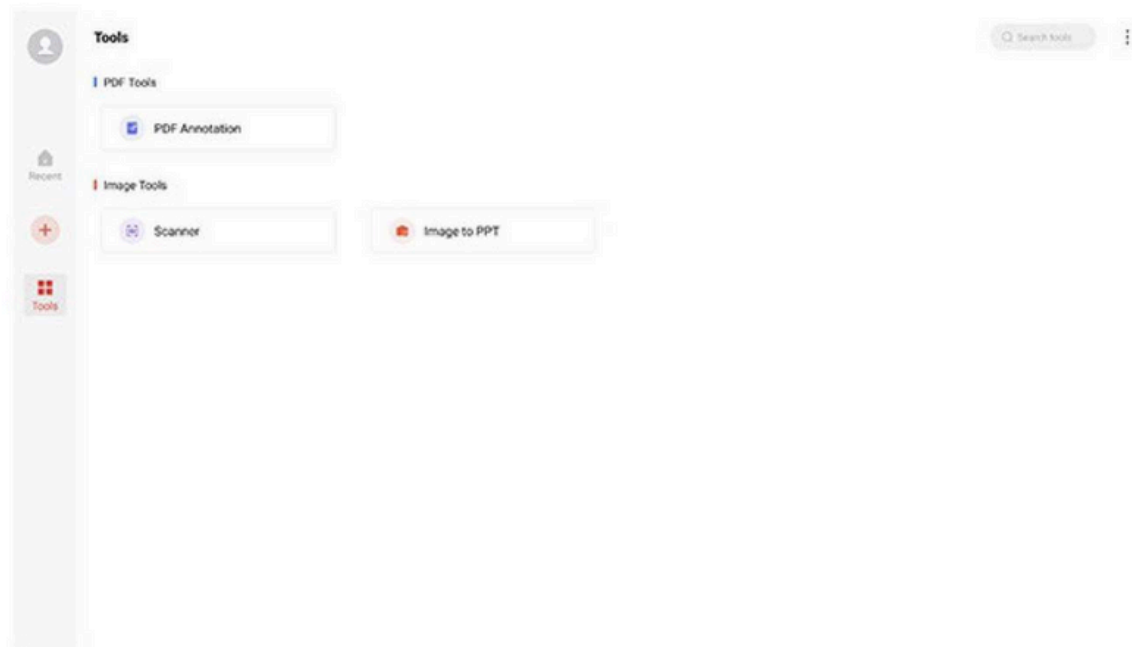 Tools
Search tools
PDF Tools
PDF Annotation
Recent
Image Tools
Scanner
Image to PPT
Tools